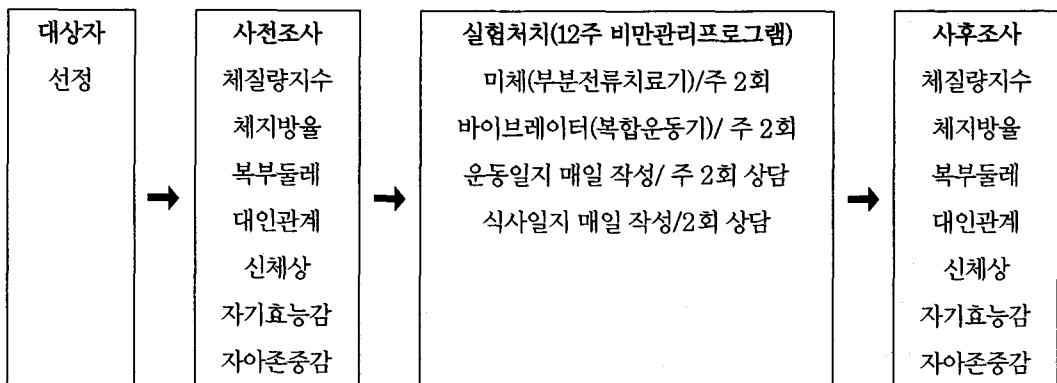 대상자
선정
사전조사
체질량지수
체지방율
복부둘레
대인관계
신체상
자기효능감
자아존중감
실험처치(12주 비만관리프로그램)
미체(부분전류치료기)/주 2회
바이브레이터(복합운동기)/ 주 2회
운동일지 매일 작성/ 주 2회 상담
식사일지 매일 작성/2회 상담
사후조사
체질량지수
체지방율
복부둘레
대인관계
신체상
자기효능감
자아존중감